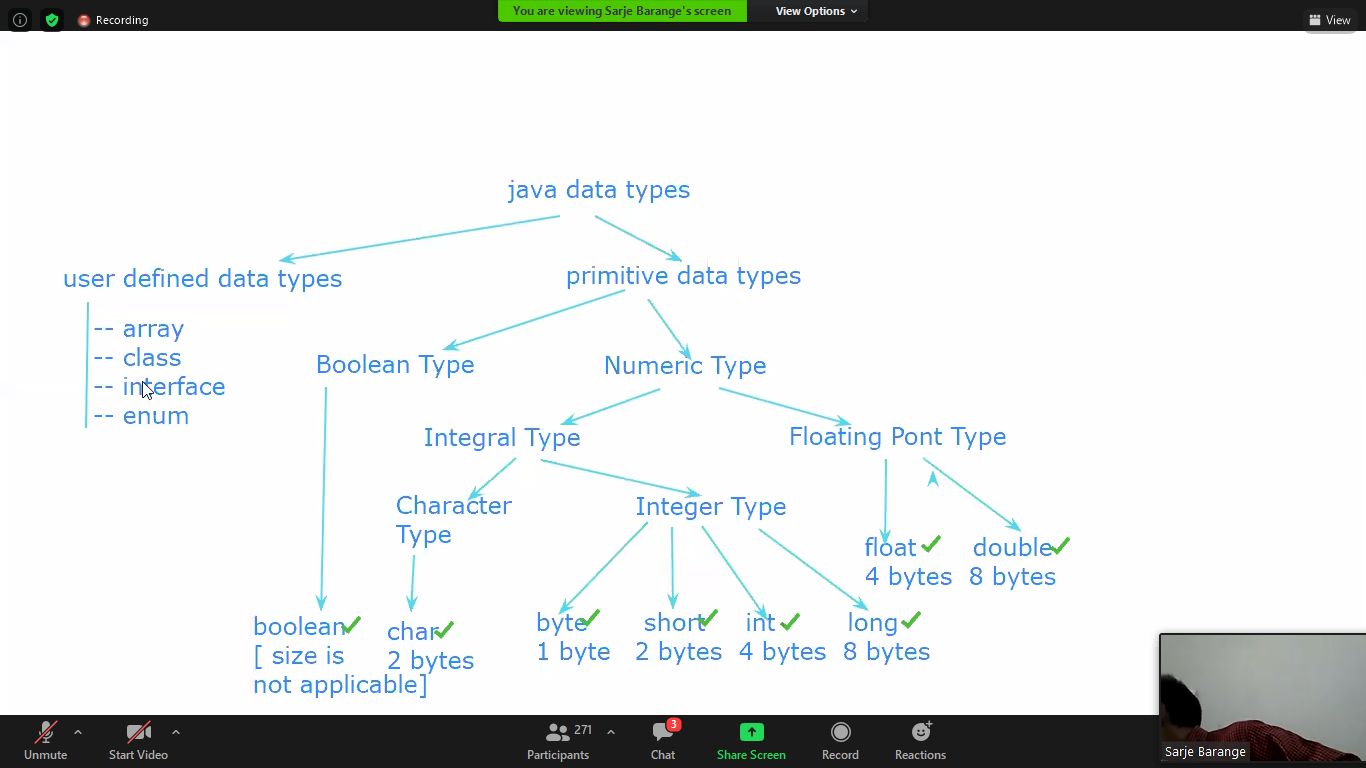 Recording
You are viewing Sarje Barange's screen
View Options
View
java data types
user defined data types
primitive data types
-- array
-- class
-- interface
-- enum
Boolean Type
Numeric Type
Integral Type
Floating Pont Type
Character
Type
Integer Type
float
4 bytes
double
8 bytes
boolean
[ size is
not applicable]
char
2 bytes
byte
1 byte
short
2 bytes
int
4 bytes
long
8 bytes
Sarje Barange
Unmute
Start Video
271
Participants
3
Chat
Share Screen
Record
Reactions